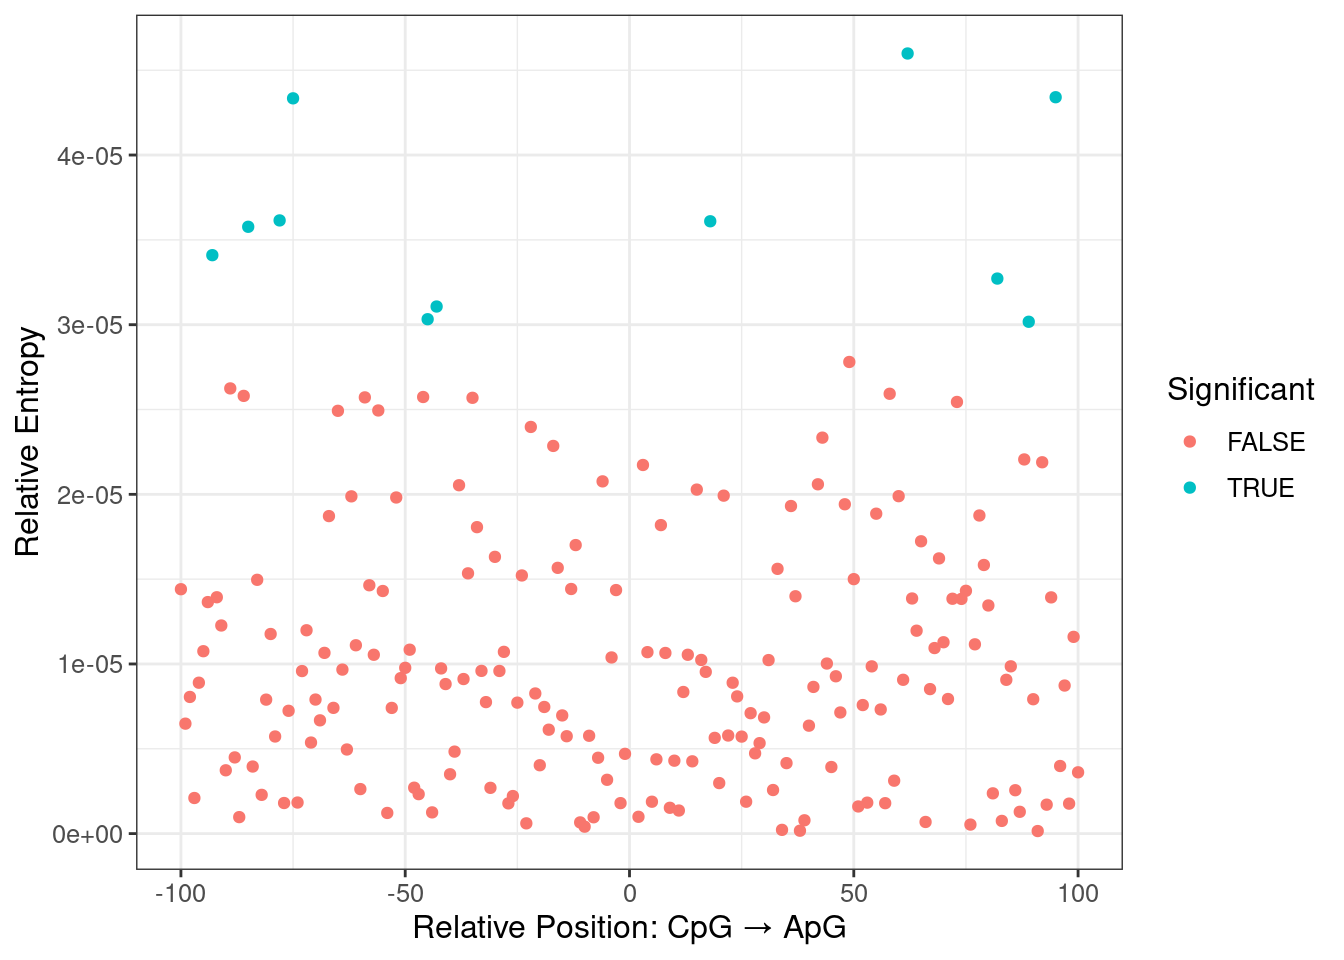 4e-05
3e-05
2e-05
1e-05
0e+00
Relative Entropy
-100
-50
0
50
100
Relative Position: CpG → ApG
Significant
FALSE
TRUE